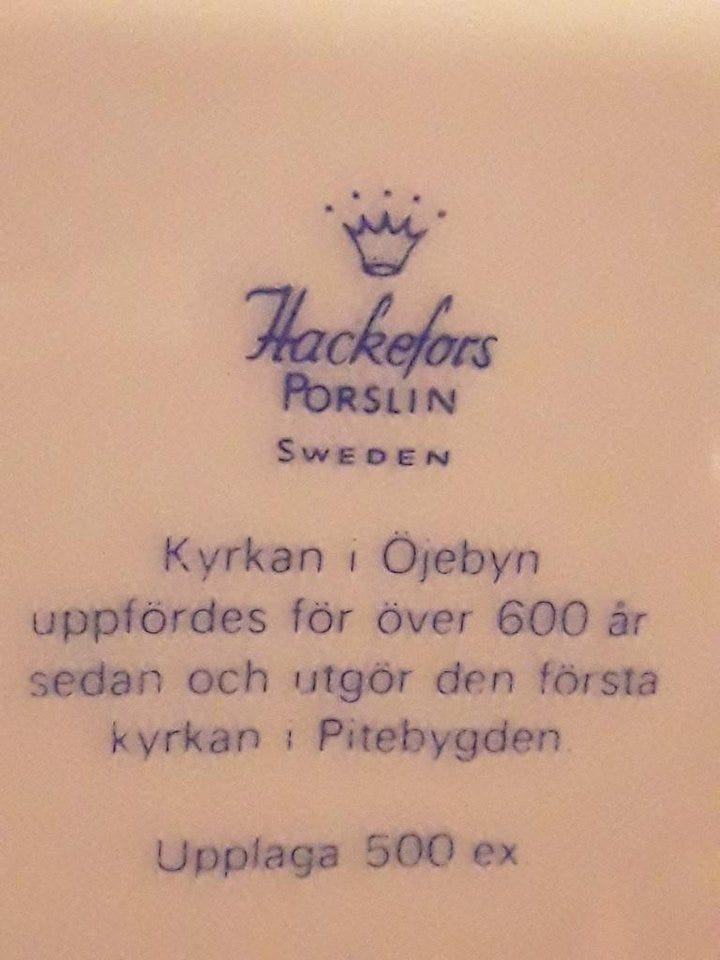 Hackefors
PORSLIN
SWEDEN
Kyrkan i Öjebyn
uppfördes för över 600 år
sedan och utgör den första
kyrkan i Pitebygden.
Upplaga 500 ex